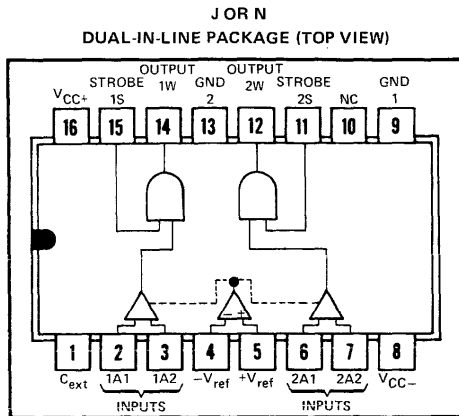 J OR N
DUAL-IN-LINE PACKAGE (TOP VIEW)
VCC+ STROBE 1S OUTPUT 1W GND 2 OUTPUT 2W STROBE 2S NC GND 1
16 15 14 13 12 11 10 9
- +
1 2 3 4 5 6 7 8
Cext 1A1 1A2 −Vref +Vref 2A1 2A2 VCC−
INPUTS INPUTS